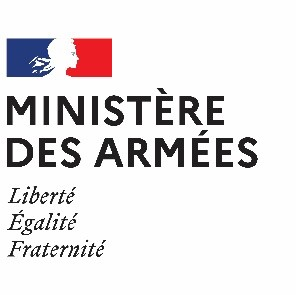 MINISTÈRE
DES ARMÉES
Liberté
Égalité
Fraternité